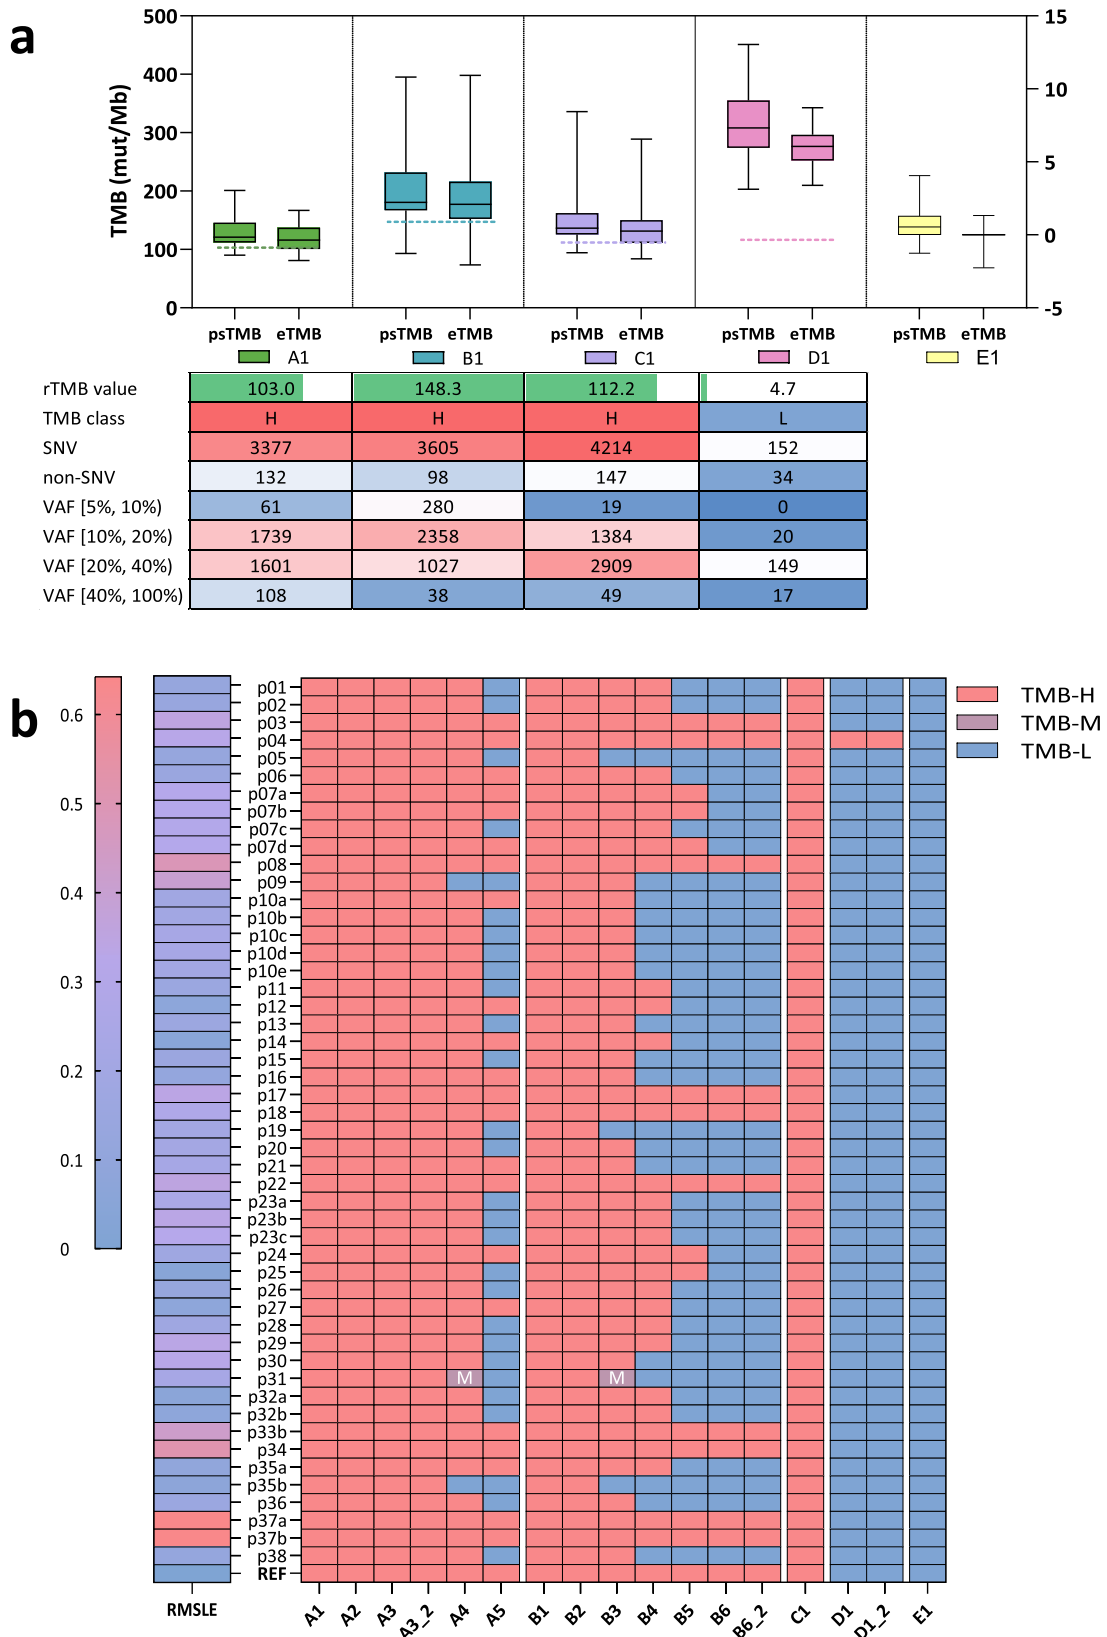 a
TMB (mut/Mb)
500
400
300
200
100
0
15
10
5
0
-5
psTMB eTMB psTMB eTMB psTMB eTMB psTMB eTMB psTMB eTMB
A1 B1 C1 D1 E1
rTMB value 103.0 148.3 112.2 4.7
TMB class H H H L
SNV 3377 3605 4214 152
non-SNV 132 98 147 34
VAF [5%, 10%) 61 280 19 0
VAF [10%, 20%) 1739 2358 1384 20
VAF [20%, 40%) 1601 1027 2909 149
VAF [40%, 100%) 108 38 49 17
b
0.6
0.5
0.4
0.3
0.2
0.1
0
p01
p02
p03
p04
p05
p06
p07a
p07b
p07c
p07d
p08
p09
p10a
p10b
p10c
p10d
p10e
p11
p12
p13
p14
p15
p16
p17
p18
p19
p20
p21
p22
p23a
p23b
p23c
p24
p25
p26
p27
p28
p29
p30
p31 M M
p32a
p32b
p33b
p34
p35a
p35b
p36
p37a
p37b
p38
REF
TMB-H
TMB-M
TMB-L
RMSLE A1 A2 A3 A3_2 A4 A5 B1 B2 B3 B4 B5 B6 B6_2 C1 D1 D1_2 E1